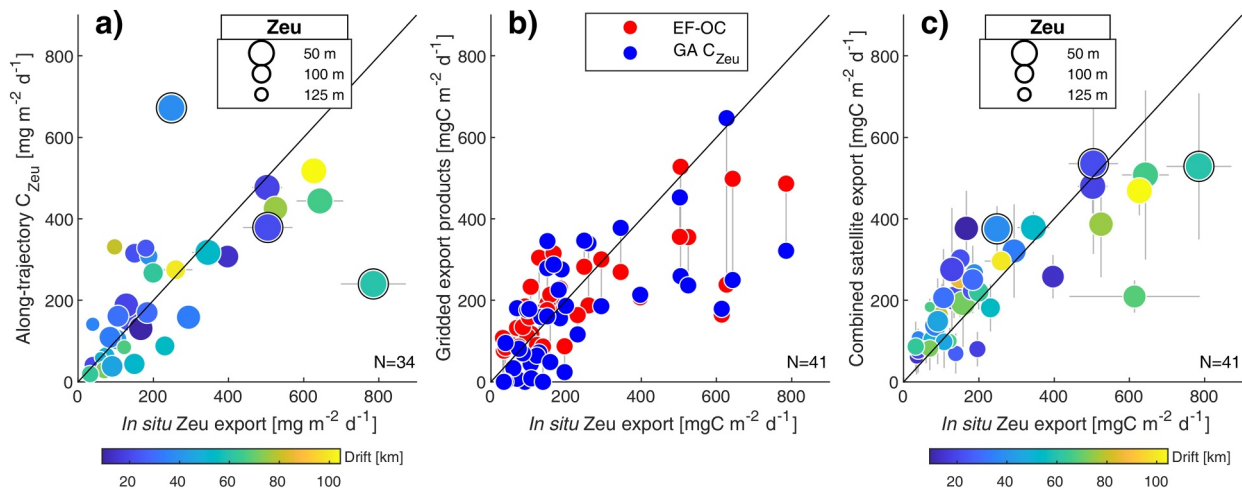 a)
Zeu
50 m
100 m
125 m
Along-trajectory C_Zeu [mg m⁻² d⁻¹]
800
600
400
200
0
0 200 400 600 800
N=34
In situ Zeu export [mg m⁻² d⁻¹]
Drift [km]
20 40 60 80 100
b)
EF-OC
GA C_Zeu
Gridded export products [mgC m⁻² d⁻¹]
800
600
400
200
0
0 200 400 600 800
N=41
In situ Zeu export [mgC m⁻² d⁻¹]
c)
Zeu
50 m
100 m
125 m
Combined satellite export [mgC m⁻² d⁻¹]
800
600
400
200
0
0 200 400 600 800
N=41
In situ Zeu export [mgC m⁻² d⁻¹]
Drift [km]
20 40 60 80 100